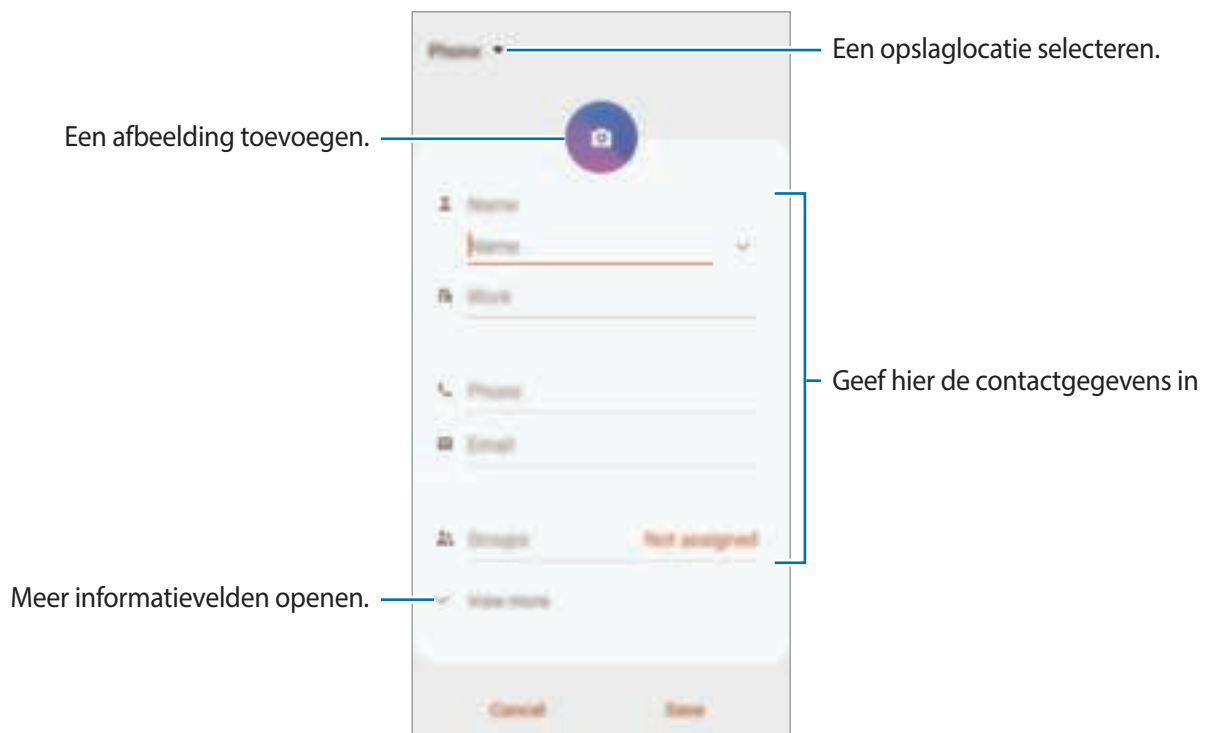 Phone
Een opslaglocatie selecteren.
Een afbeelding toevoegen.
Name
Name
Work
Phone
Geef hier de contactgegevens in
Email
Groups Not assigned
Meer informatievelden openen.
View more
Cancel Save